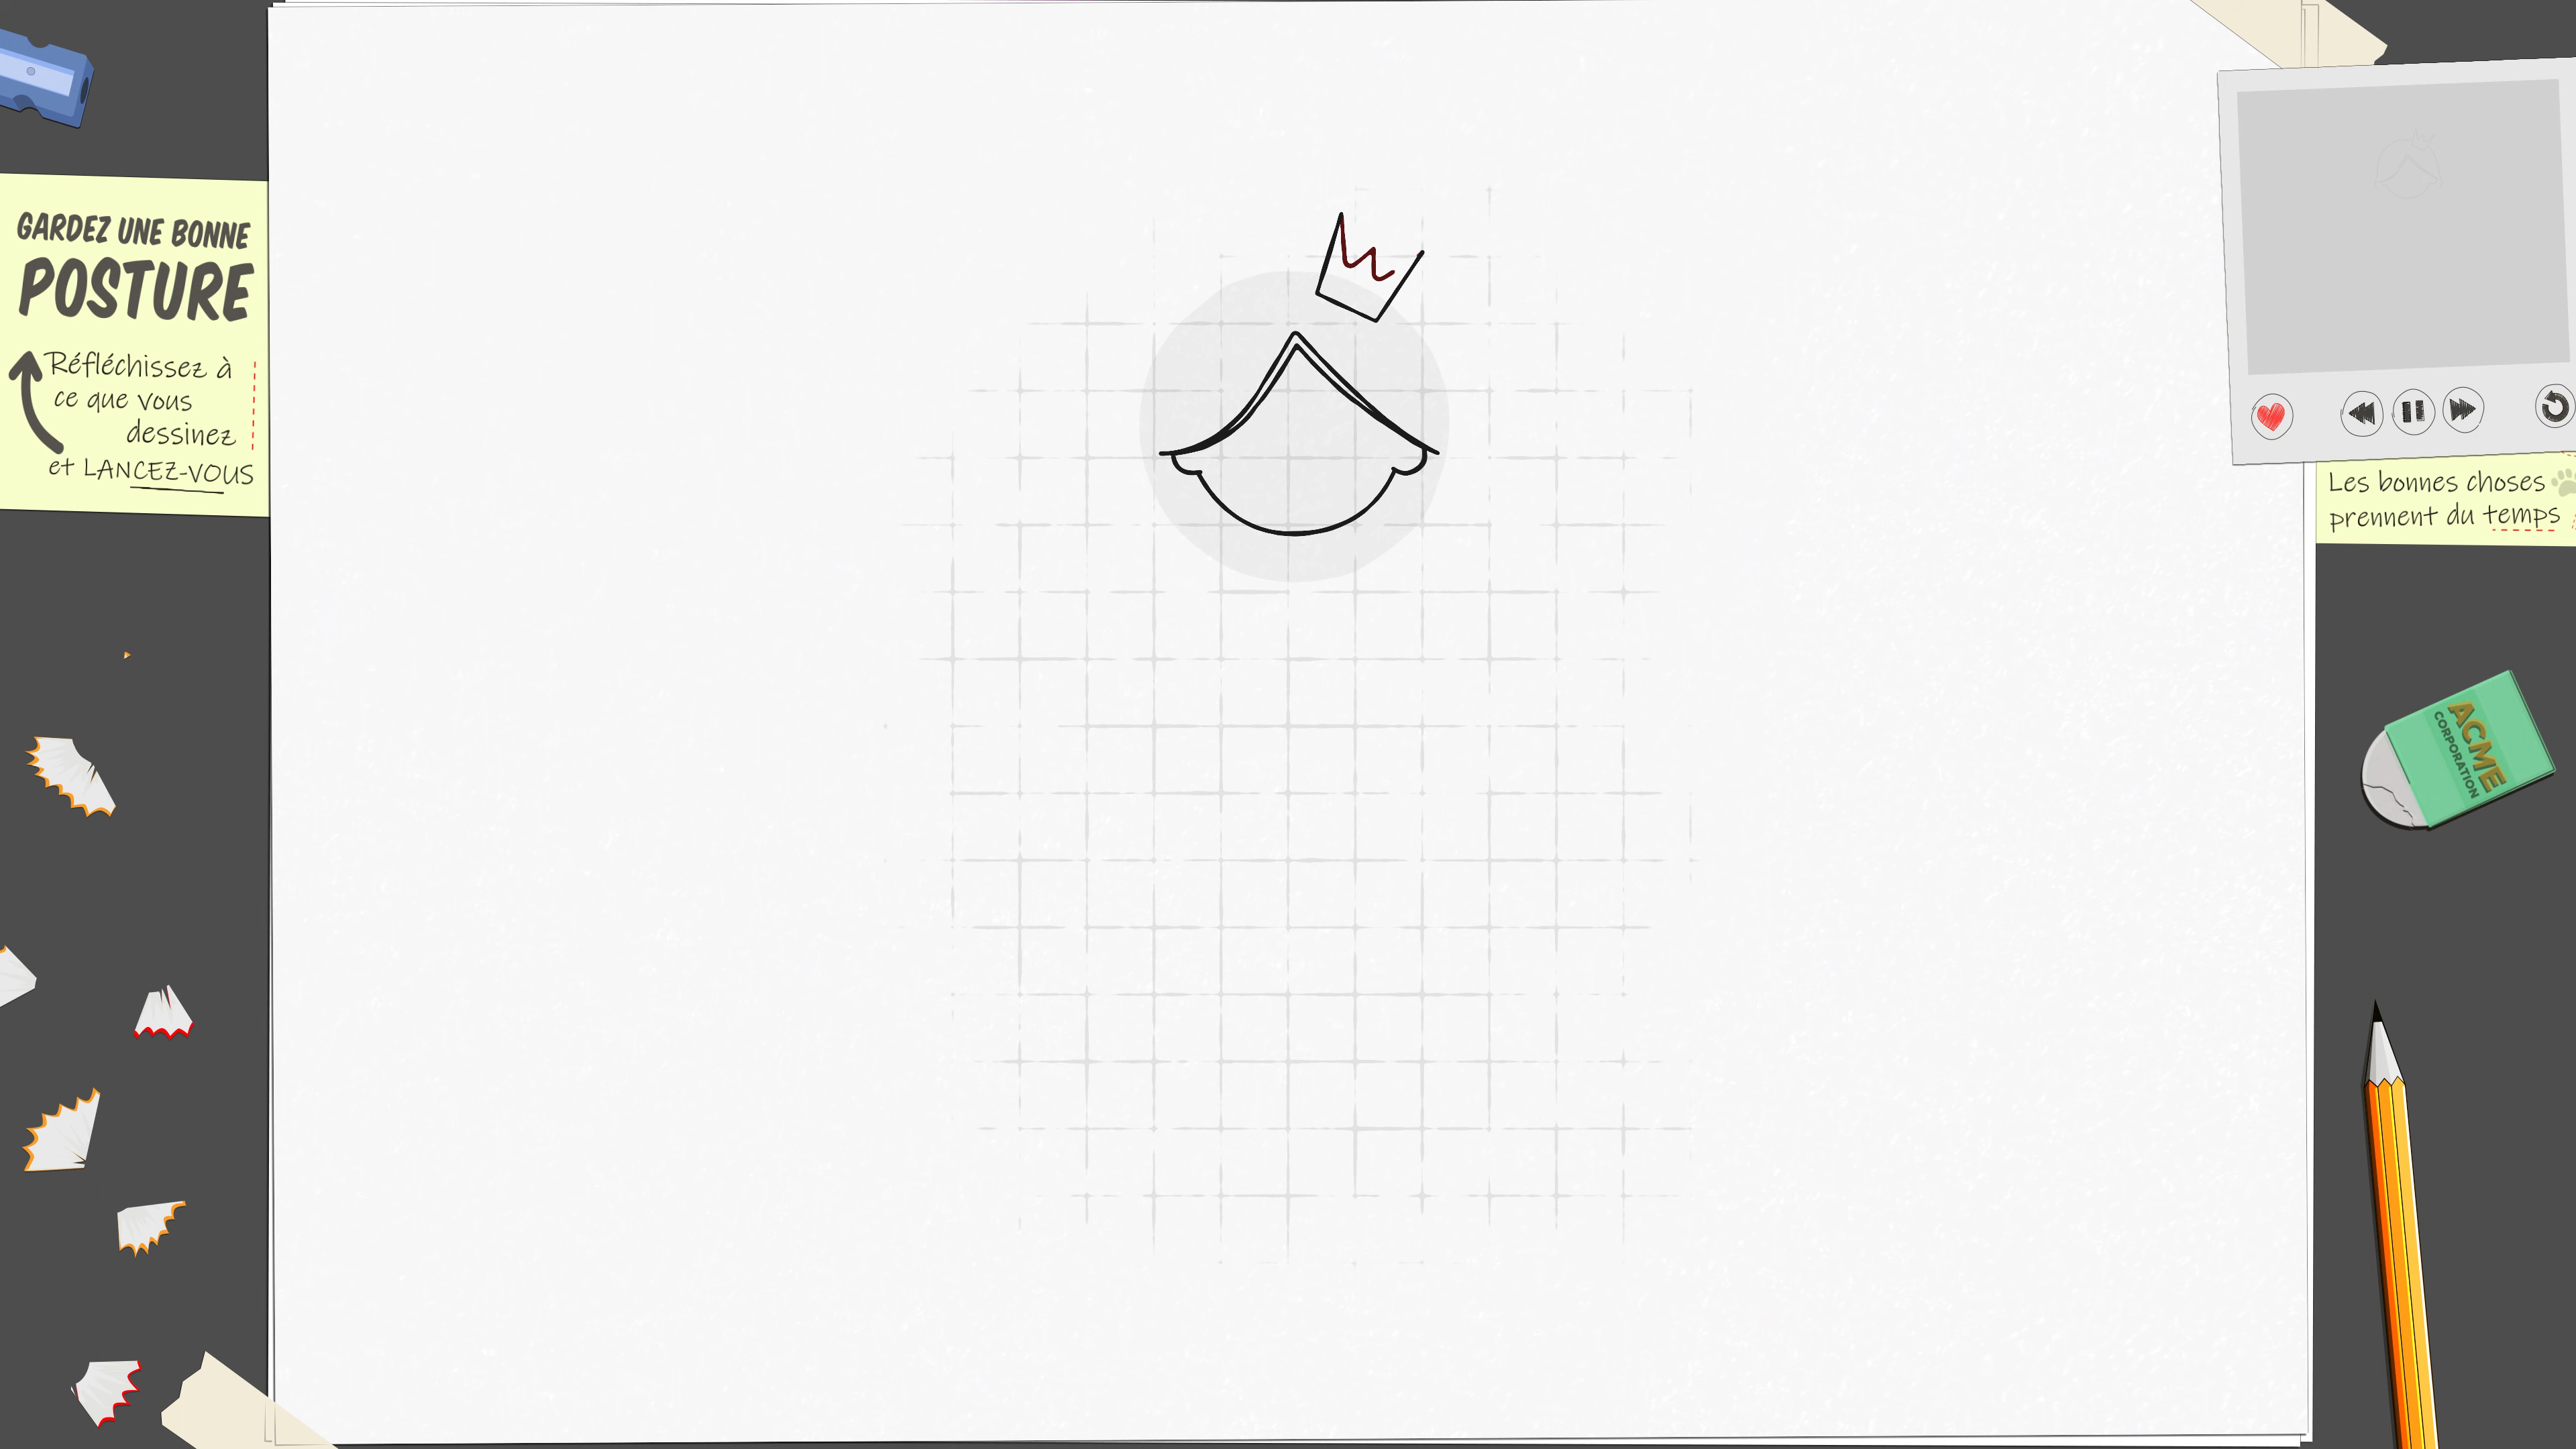 GARDEZ UNE BONNE
POSTURE
Réfléchissez à
ce que vous
dessinez
et LANCEZ-VOUS
Les bonnes choses
prennent du temps
ACME
CORPORATION